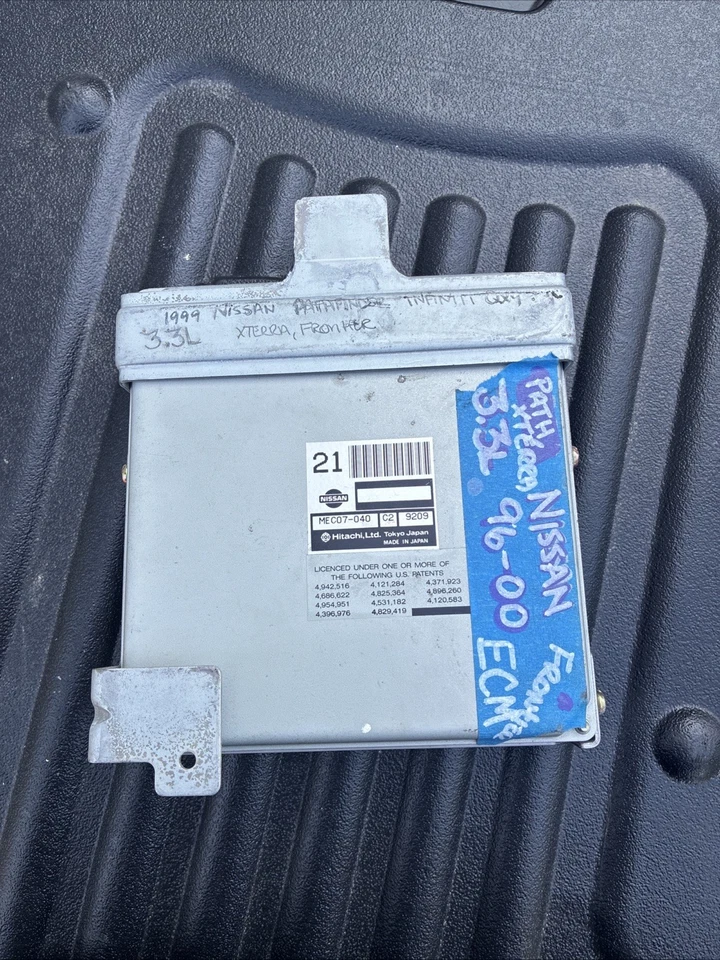 1999 NISSAN PATHFINDER INFINITI
3.3L XTERRA, FRONTIER
21
NISSAN
MEC07-040 C2 9209
Hitachi, Ltd. Tokyo Japan
MADE IN JAPAN
LICENCED UNDER ONE OR MORE OF
THE FOLLOWING U.S. PATENTS
4,942,516 4,121,284 4,371,923
4,686,622 4,825,364 4,896,260
4,954,951 4,531,182 4,120,583
4,396,976 4,829,419
PATH NISSAN
XTERRA
3.3L 96-00 ECM